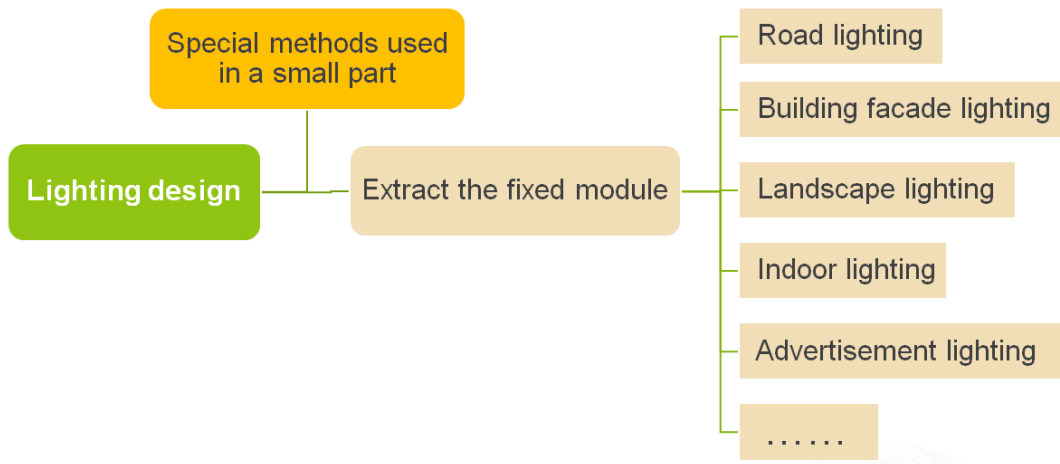 Special methods used
in a small part
Lighting design
Extract the fixed module
Road lighting
Building facade lighting
Landscape lighting
Indoor lighting
Advertisement lighting
......